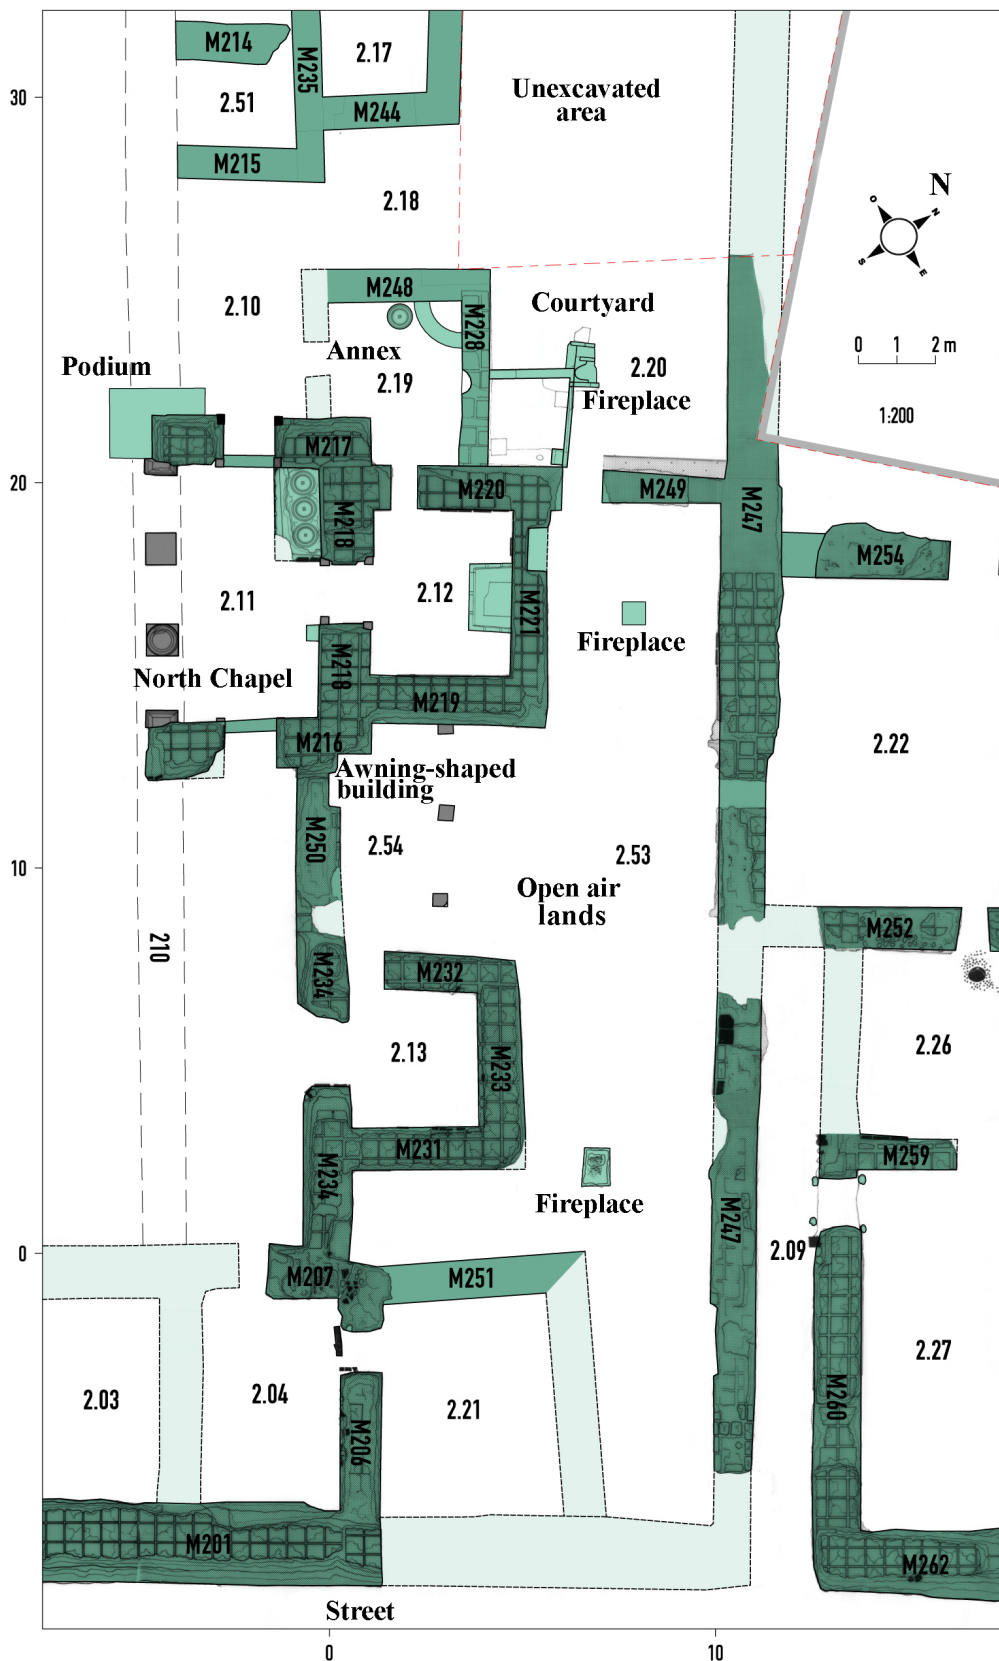 M214
M235
2.17
30
2.51
M244
Unexcavated
area
M215
2.18
N
O
N
S
E
M248
2.10
M228
Courtyard
0 1 2 m
Annex
Podium
2.19
2.20
Fireplace
1:200
M217
20
M220
M249
M247
M218
M254
2.11
2.12
M221
Fireplace
North Chapel
M218
M219
M216
2.22
Awning-shaped
building
M250
2.54
2.53
10
Open air
lands
M252
210
M234
M232
2.13
M233
2.26
M231
M259
M234
Fireplace
M247
0
2.09
M207
M251
2.27
2.03
2.04
2.21
M260
M206
M201
M262
Street
0
10